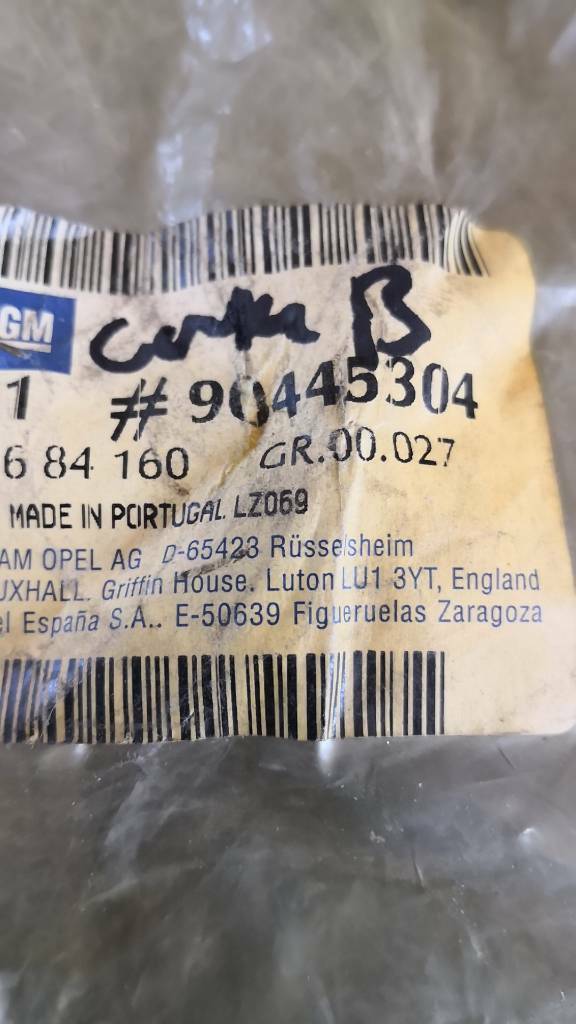 GM
Corsa B
1 # 90445304
6 84 160 GR.00.027
MADE IN PORTUGAL LZ069
AM OPEL AG D-65423 Rüsselsheim
UXHALL. Griffin House. Luton LU1 3YT, England
el España S.A.. E-50639 Figueruelas Zaragoza